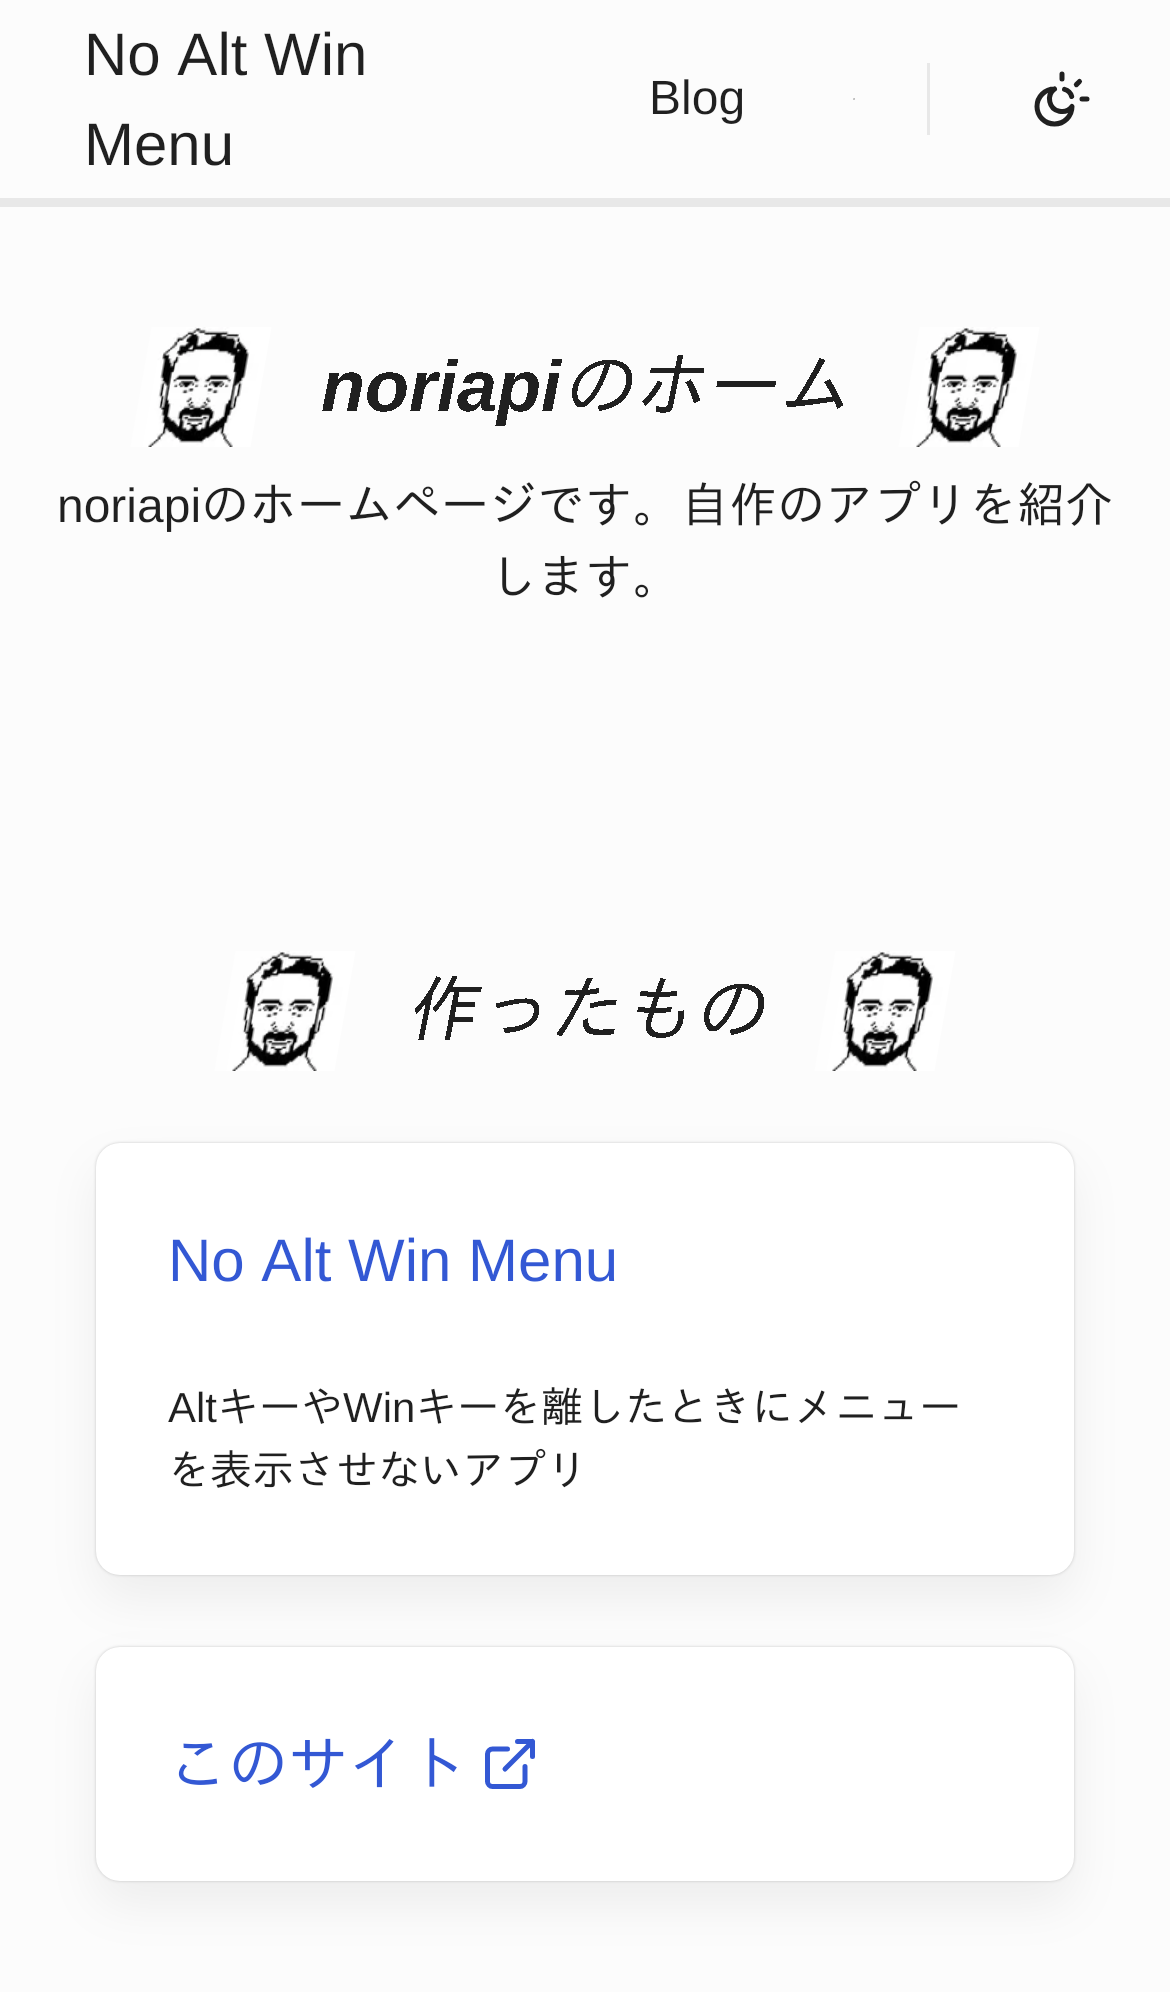 No Alt Win
Menu
Blog
noriapiのホーム
noriapiのホームページです。自作のアプリを紹介
します。
作ったもの
No Alt Win Menu
AltキーやWinキーを離したときにメニュー
を表示させないアプリ
このサイト